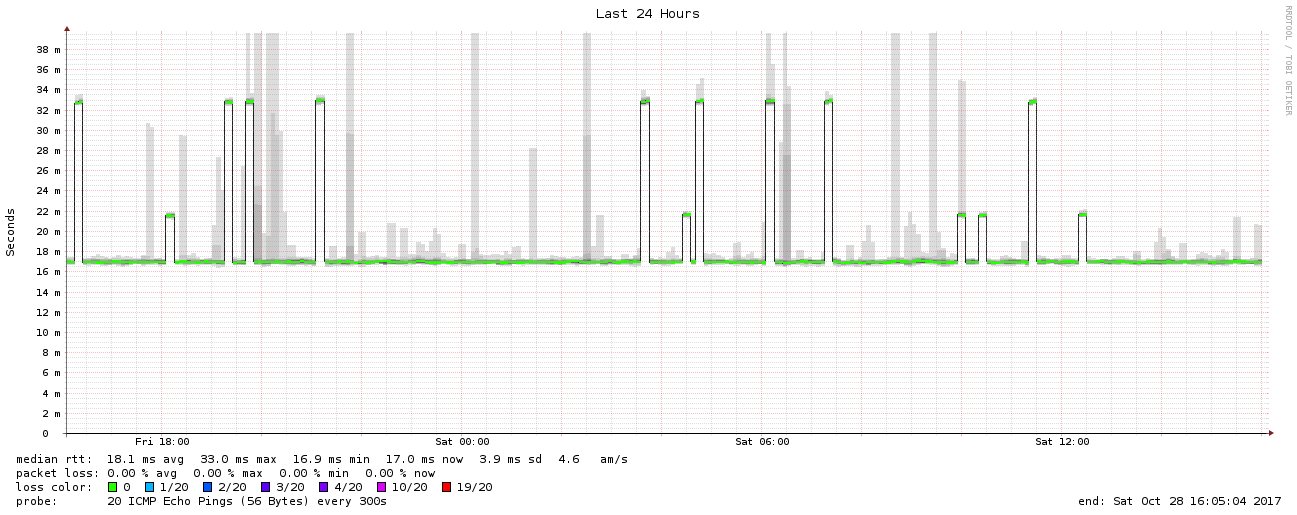 Last 24 Hours
RRDTOOL / TOBI OETIKER
Seconds
38 m
36 m
34 m
32 m
30 m
28 m
26 m
24 m
22 m
20 m
18 m
16 m
14 m
12 m
10 m
8 m
6 m
4 m
2 m
0
Fri 18:00 Sat 00:00 Sat 06:00 Sat 12:00
median rtt: 18.1 ms avg 33.0 ms max 16.9 ms min 17.0 ms now 3.9 ms sd 4.6 am/s
packet loss: 0.00 % avg 0.00 % max 0.00 % min 0.00 % now
loss color: 0 1/20 2/20 3/20 4/20 10/20 19/20
probe: 20 ICMP Echo Pings (56 Bytes) every 300s end: Sat Oct 28 16:05:04 2017